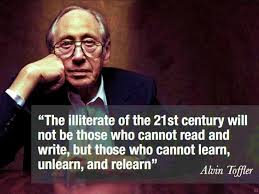 “The illiterate of the 21st century will
not be those who cannot read and
write, but those who cannot learn,
unlearn, and relearn”
Alvin Toffler